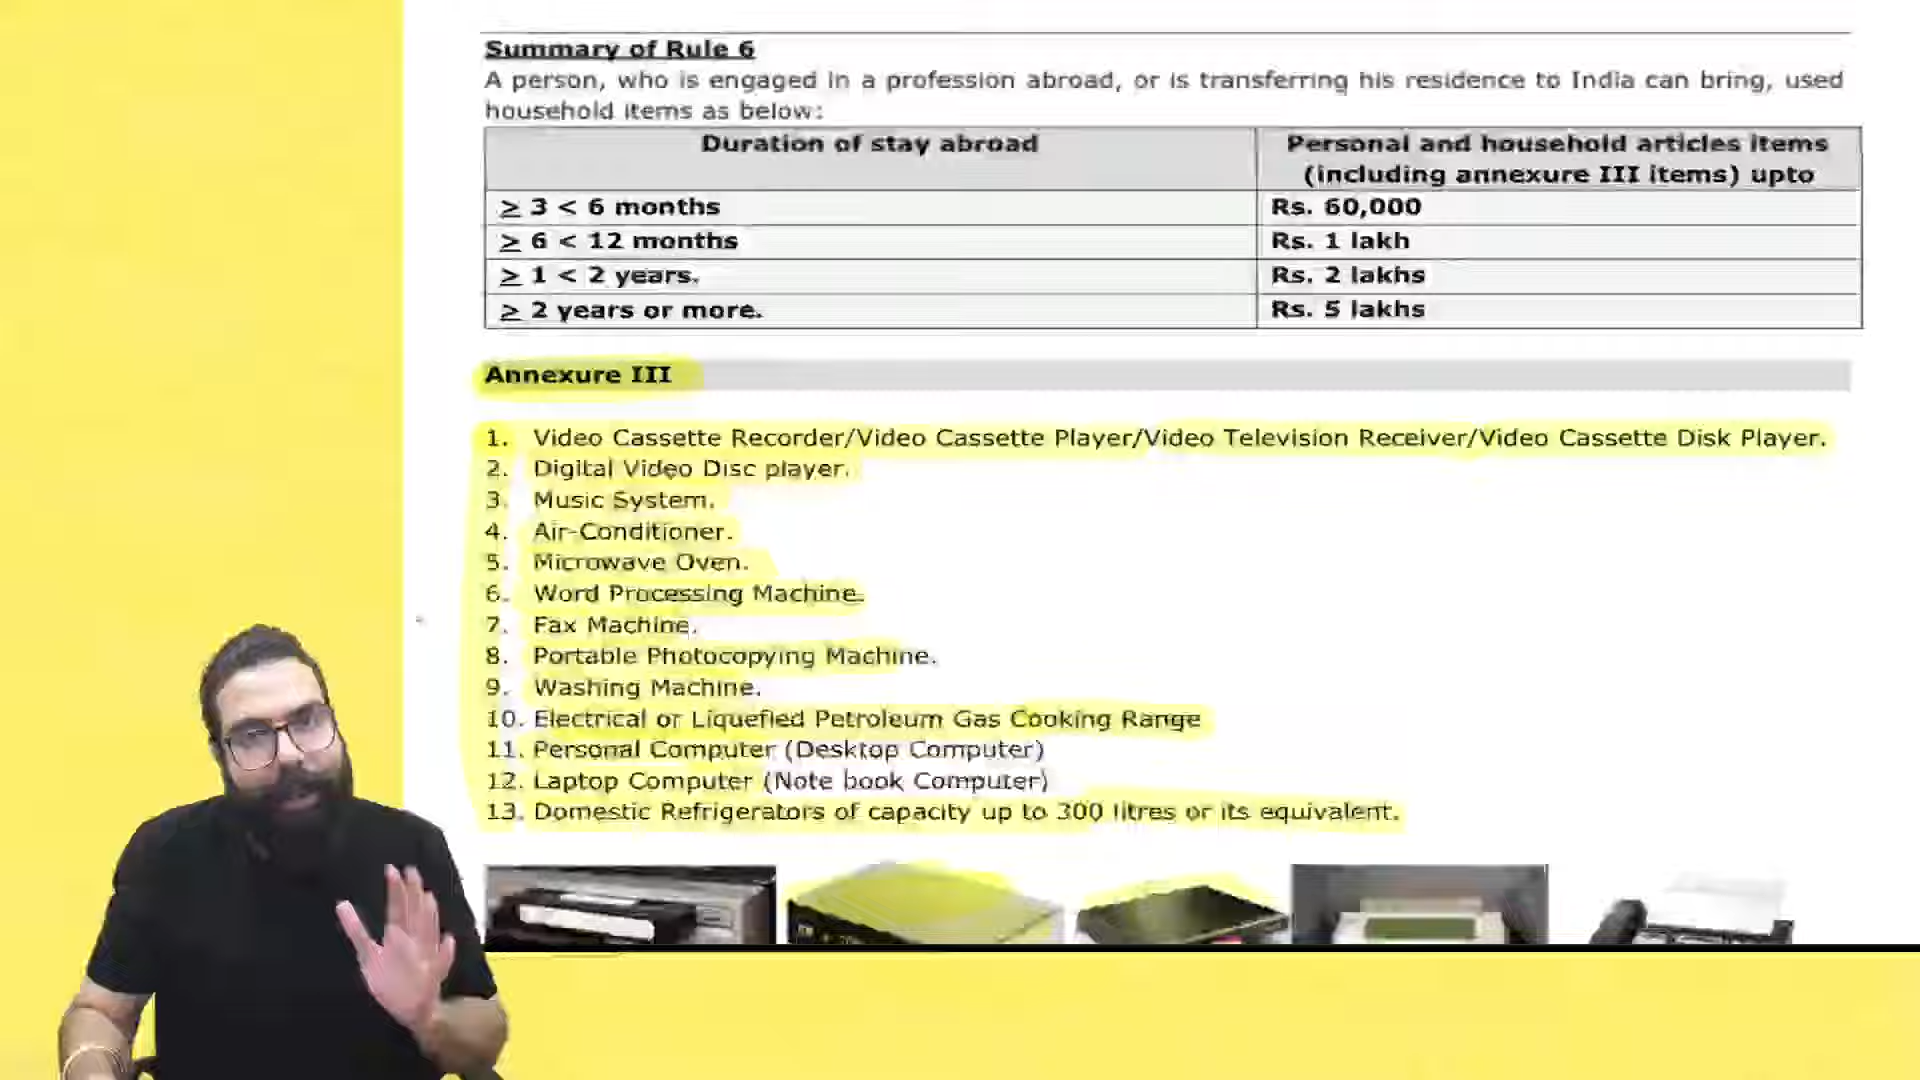 Summary of Rule 6
A person, who is engaged in a profession abroad, or is transferring his residence to India can bring, used
household items as below:
Duration of stay abroad
Personal and household articles items
(including annexure III items) upto
≥ 3 < 6 months
Rs. 60,000
≥ 6 < 12 months
Rs. 1 lakh
≥ 1 < 2 years.
Rs. 2 lakhs
≥ 2 years or more.
Rs. 5 lakhs
Annexure III
1. Video Cassette Recorder/Video Cassette Player/Video Television Receiver/Video Cassette Disk Player.
2. Digital Video Disc player.
3. Music System.
4. Air-Conditioner.
5. Microwave Oven.
6. Word Processing Machine.
7. Fax Machine.
8. Portable Photocopying Machine.
9. Washing Machine.
10. Electrical or Liquefied Petroleum Gas Cooking Range
11. Personal Computer (Desktop Computer)
12. Laptop Computer (Note book Computer)
13. Domestic Refrigerators of capacity up to 300 litres or its equivalent.